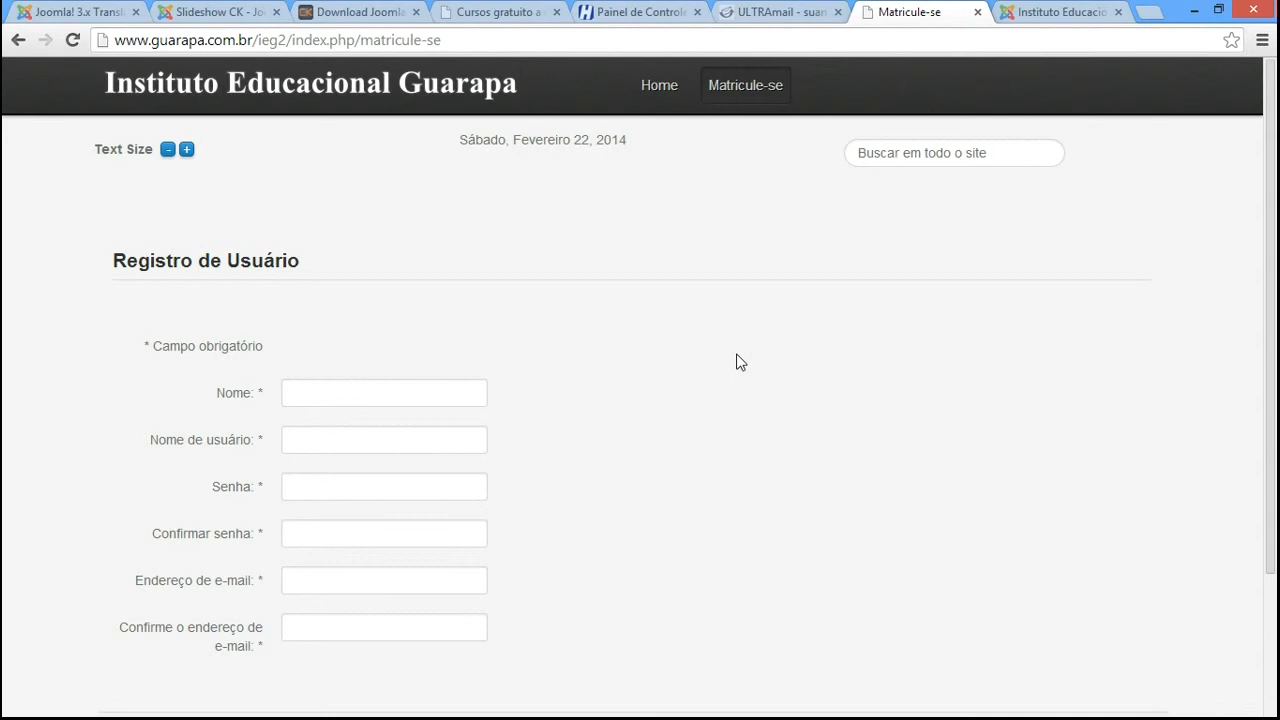 Joomla! 3.x Transl
Slideshow CK - Jo
Download Joomla
Cursos gratuito a
Painel de Controle
ULTRAmail - suan
Matricule-se
Instituto Educacio
www.guarapa.com.br/ieg2/index.php/matricule-se
Instituto Educacional Guarapa
Home
Matricule-se
Text Size - +
Sábado, Fevereiro 22, 2014
Buscar em todo o site
Registro de Usuário
* Campo obrigatório
Nome: *
Nome de usuário: *
Senha: *
Confirmar senha: *
Endereço de e-mail: *
Confirme o endereço de
e-mail: *